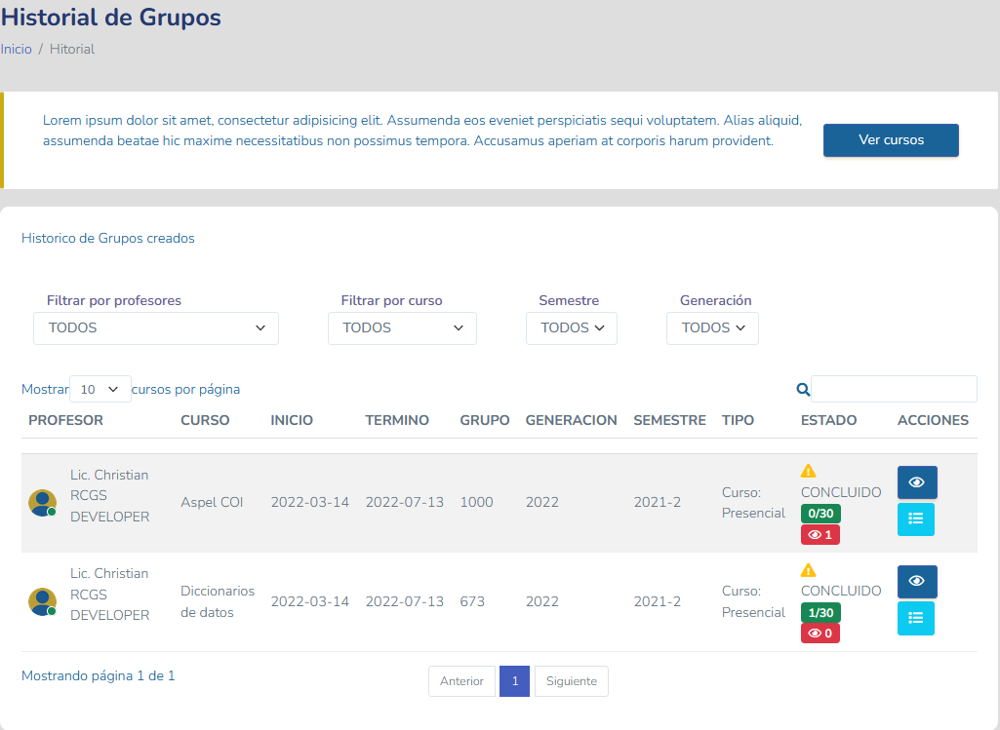 Historial de Grupos
Inicio / Hitorial
Lorem ipsum dolor sit amet, consectetur adipisicing elit. Assumenda eos eveniet perspiciatis sequi voluptatem. Alias aliquid,
assumenda beatae hic maxime necessitatibus non possimus tempora. Accusamus aperiam at corporis harum provident.
Ver cursos
Historico de Grupos creados
Filtrar por profesores Filtrar por curso Semestre Generación
TODOS TODOS TODOS TODOS
Mostrar 10 cursos por página
PROFESOR CURSO INICIO TERMINO GRUPO GENERACION SEMESTRE TIPO ESTADO ACCIONES
Lic. Christian
RCGS
DEVELOPER
Aspel COI 2022-03-14 2022-07-13 1000 2022 2021-2
Curso:
Presencial
CONCLUIDO
0/30
1
Lic. Christian
RCGS
DEVELOPER
Diccionarios
de datos
2022-03-14 2022-07-13 673 2022 2021-2
Curso:
Presencial
CONCLUIDO
1/30
0
Mostrando página 1 de 1
Anterior 1 Siguiente